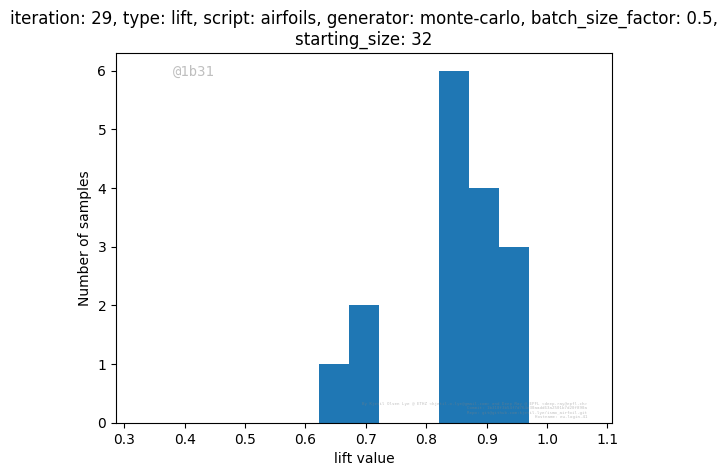 iteration: 29, type: lift, script: airfoils, generator: monte-carlo, batch_size_factor: 0.5,
starting_size: 32
@1b31
Number of samples
6
5
4
3
2
1
0
0.3 0.4 0.5 0.6 0.7 0.8 0.9 1.0 1.1
lift value